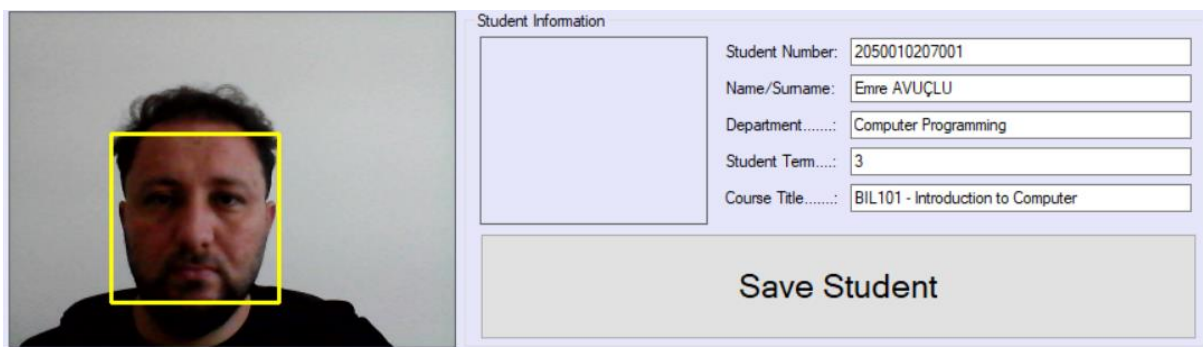 Student Information
Student Number: 2050010207001
Name/Surname: Emre AVUÇLU
Department.......: Computer Programming
Student Term....: 3
Course Title.......: BIL101 - Introduction to Computer
Save Student